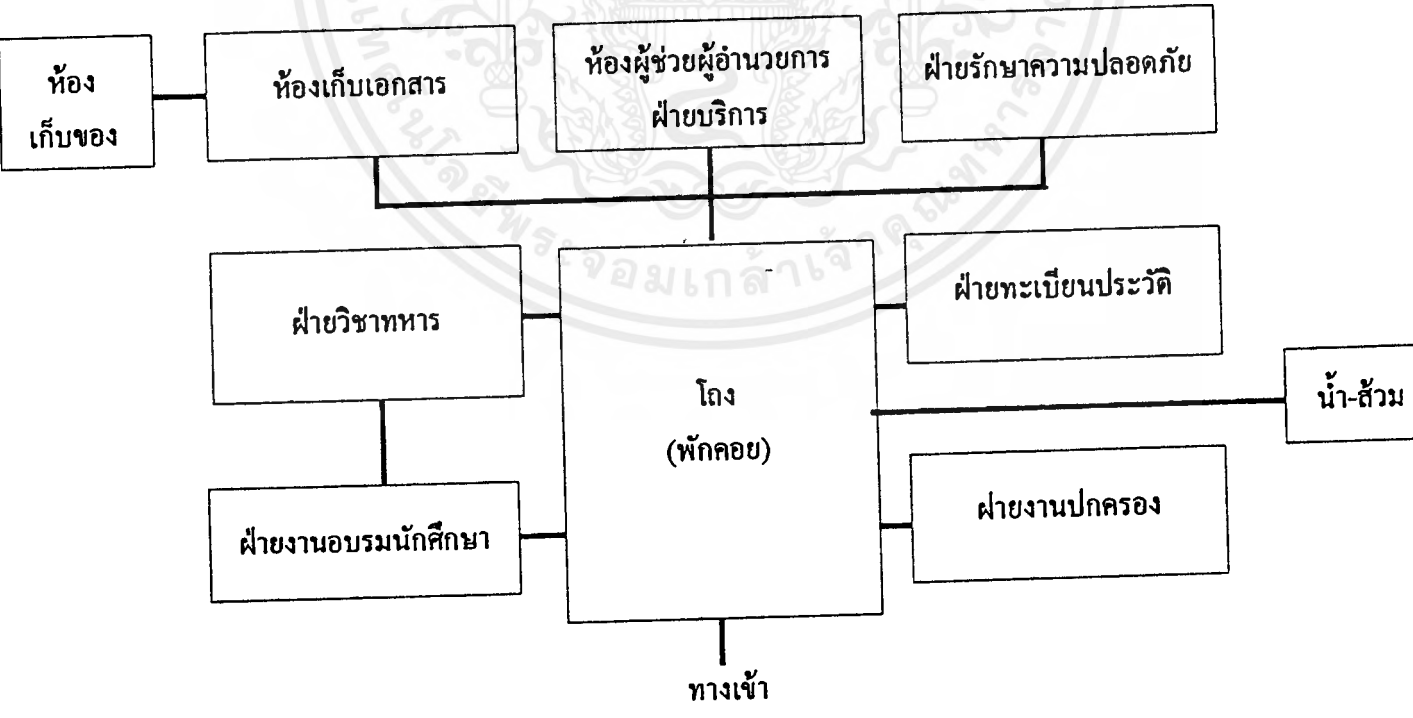 ห้อง
เก็บของ
ห้องเก็บเอกสาร
ห้องผู้ช่วยผู้อำนวยการ
ฝ่ายบริการ
ฝ่ายรักษาความปลอดภัย
ฝ่ายวิชาทหาร
โถง
(พักคอย)
ฝ่ายทะเบียนประวัติ
น้ำ-ส้วม
ฝ่ายงานอบรมนักศึกษา
ฝ่ายงานปกครอง
ทางเข้า